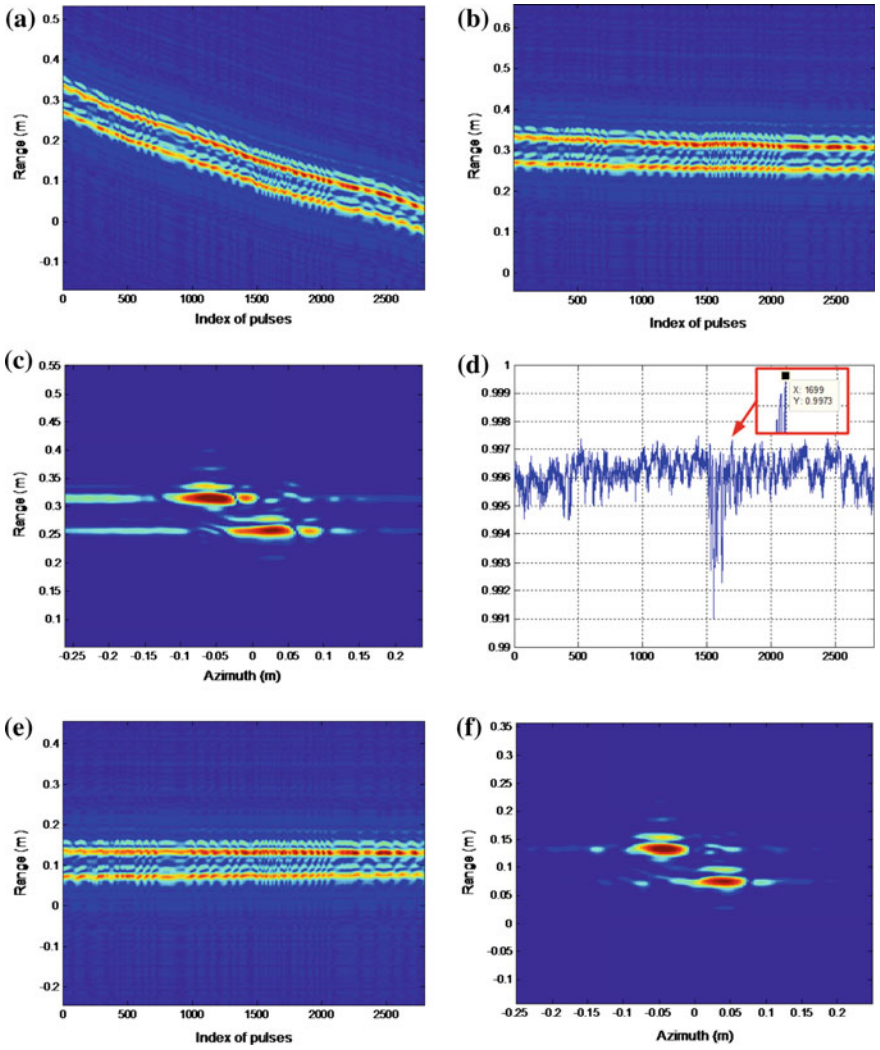 (a)
0.5
0.4
0.3
0.2
0.1
0
-0.1
Range (m)
0 500 1000 1500 2000 2500
Index of pulses
(b)
0.6
0.5
0.4
0.3
0.2
0.1
0
Range (m)
500 1000 1500 2000 2500
Index of pulses
(c)
0.55
0.5
0.45
0.4
0.35
0.3
0.25
0.2
0.15
0.1
Range (m)
-0.25 -0.2 -0.15 -0.1 -0.05 0 0.05 0.1 0.15 0.2
Azimuth (m)
(d)
1
0.999
0.998
0.997
0.996
0.995
0.994
0.993
0.992
0.991
0.99
X: 1699
Y: 0.9973
0 500 1000 1500 2000 2500
(e)
0.4
0.3
0.2
0.1
0
-0.1
-0.2
Range (m)
0 500 1000 1500 2000 2500
Index of pulses
(f)
0.35
0.3
0.25
0.2
0.15
0.1
0.05
0
-0.05
-0.1
Range (m)
-0.25 -0.2 -0.15 -0.1 -0.05 0 0.05 0.1 0.15 0.2 0.25
Azimuth (m)